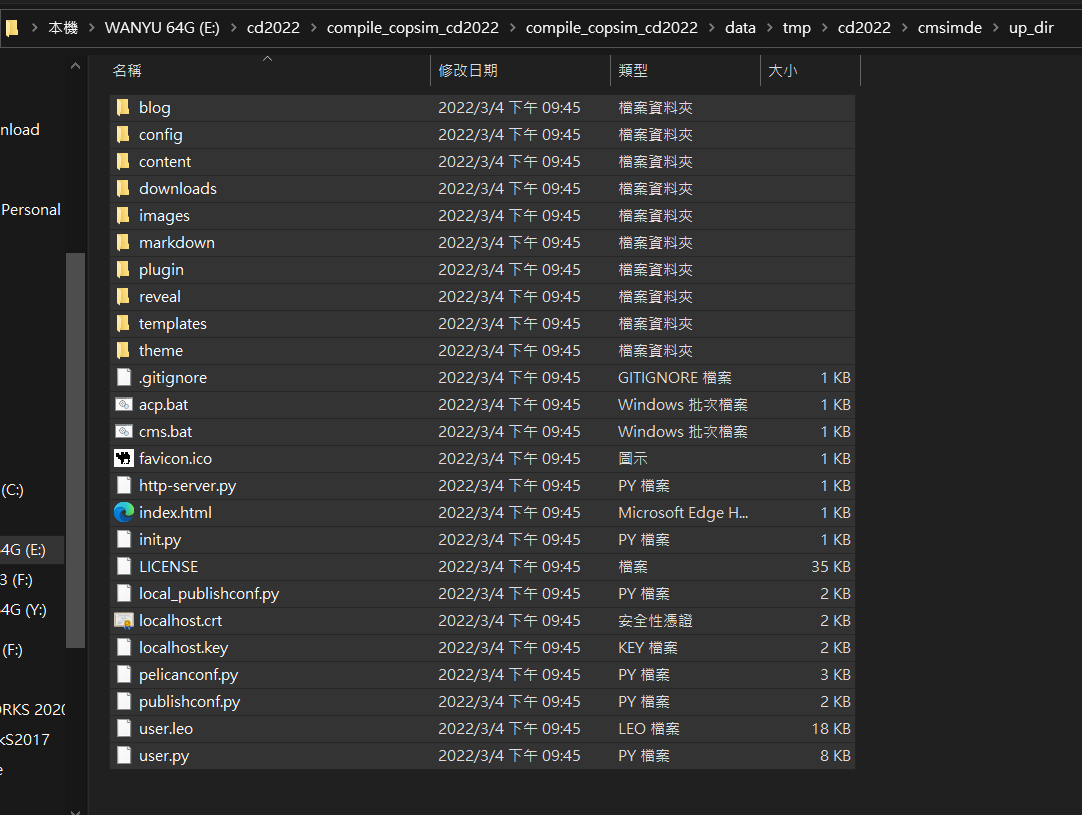 本機 > WANYU 64G (E:) > cd2022 > compile_copsim_cd2022 > compile_copsim_cd2022 > data > tmp > cd2022 > cmsimde > up_dir
名稱 修改日期 類型 大小
blog 2022/3/4 下午 09:45 檔案資料夾
config 2022/3/4 下午 09:45 檔案資料夾
content 2022/3/4 下午 09:45 檔案資料夾
downloads 2022/3/4 下午 09:45 檔案資料夾
images 2022/3/4 下午 09:45 檔案資料夾
markdown 2022/3/4 下午 09:45 檔案資料夾
plugin 2022/3/4 下午 09:45 檔案資料夾
reveal 2022/3/4 下午 09:45 檔案資料夾
templates 2022/3/4 下午 09:45 檔案資料夾
theme 2022/3/4 下午 09:45 檔案資料夾
.gitignore 2022/3/4 下午 09:45 GITIGNORE 檔案 1 KB
acp.bat 2022/3/4 下午 09:45 Windows 批次檔案 1 KB
cms.bat 2022/3/4 下午 09:45 Windows 批次檔案 1 KB
favicon.ico 2022/3/4 下午 09:45 圖示 1 KB
http-server.py 2022/3/4 下午 09:45 PY 檔案 1 KB
index.html 2022/3/4 下午 09:45 Microsoft Edge H... 1 KB
init.py 2022/3/4 下午 09:45 PY 檔案 1 KB
LICENSE 2022/3/4 下午 09:45 檔案 35 KB
local_publishconf.py 2022/3/4 下午 09:45 PY 檔案 2 KB
localhost.crt 2022/3/4 下午 09:45 安全性憑證 2 KB
localhost.key 2022/3/4 下午 09:45 KEY 檔案 2 KB
pelicanconf.py 2022/3/4 下午 09:45 PY 檔案 3 KB
publishconf.py 2022/3/4 下午 09:45 PY 檔案 2 KB
user.leo 2022/3/4 下午 09:45 LEO 檔案 18 KB
user.py 2022/3/4 下午 09:45 PY 檔案 8 KB
nload
Personal
(C:)
4G (E:)
3 (F:)
4G (Y:)
(F:)
RKS 2020
kS2017
e